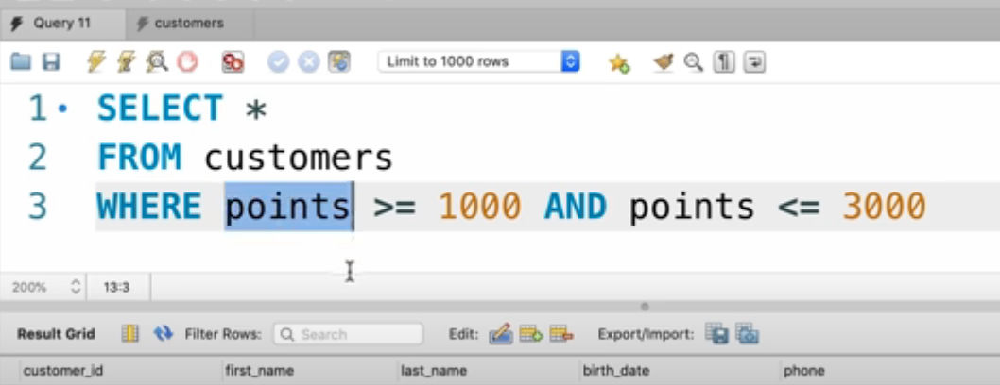 Query 11 customers
Limit to 1000 rows
1 SELECT *
2 FROM customers
3 WHERE points >= 1000 AND points <= 3000
200% 13:3
Result Grid Filter Rows: Search Edit: Export/Import:
customer_id first_name last_name birth_date phone